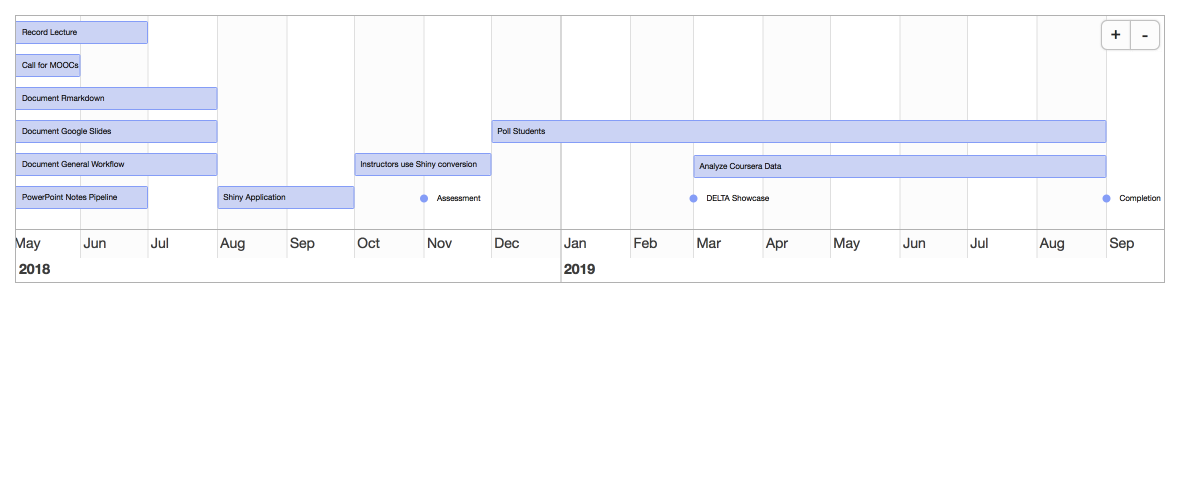 Record Lecture
+ -
Call for MOOCs
Document Rmarkdown
Document Google Slides
Poll Students
Document General Workflow
Instructors use Shiny conversion
Analyze Coursera Data
PowerPoint Notes Pipeline
Shiny Application
Assessment
DELTA Showcase
Completion
May Jun Jul Aug Sep Oct Nov Dec Jan Feb Mar Apr May Jun Jul Aug Sep
2018 2019